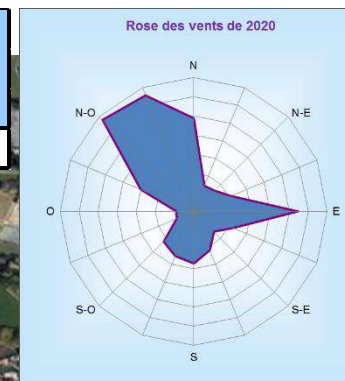 Rose des vents de 2020
N
N-O
N-E
O
E
S-O
S-E
S